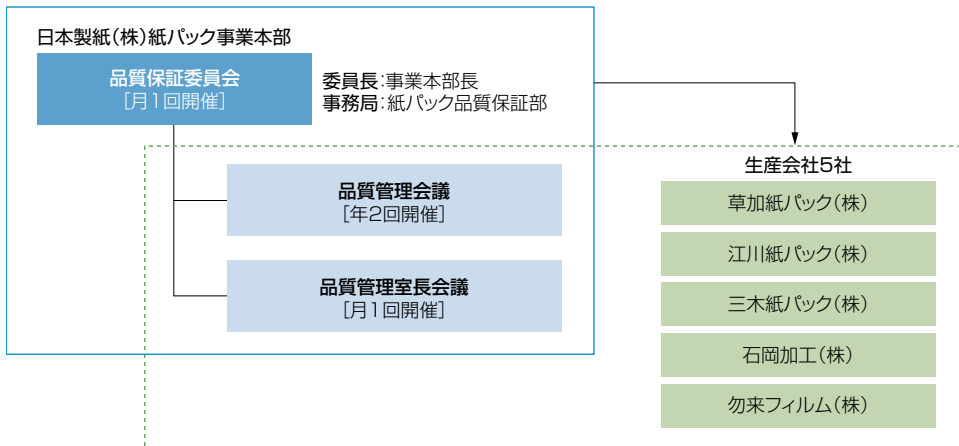 日本製紙(株)紙パック事業本部
品質保証委員会
[月1回開催]
委員長:事業本部長
事務局:紙パック品質保証部
品質管理会議
[年2回開催]
品質管理室長会議
[月1回開催]
生産会社5社
草加紙パック(株)
江川紙パック(株)
三木紙パック(株)
石岡加工(株)
勿来フィルム(株)